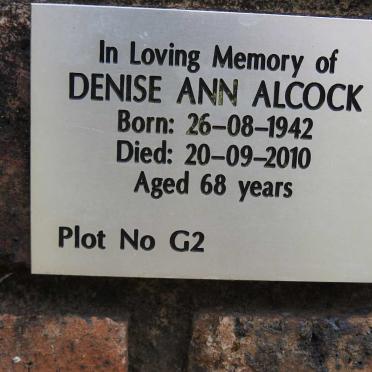 In Loving Memory of
DENISE ANN ALCOCK
Born: 26-08-1942
Died: 20-09-2010
Aged 68 years
Plot No G2